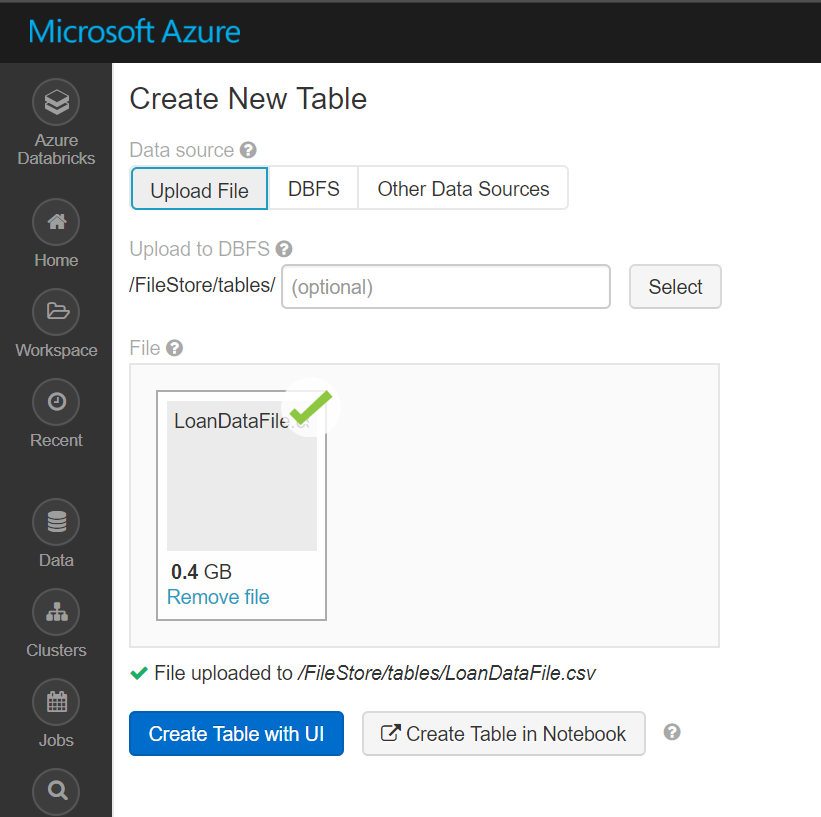 Microsoft Azure
Azure
Databricks
Home
Workspace
Recent
Data
Clusters
Jobs
Create New Table
Data source
Upload File
DBFS
Other Data Sources
Upload to DBFS
/FileStore/tables/
(optional)
Select
File
LoanDataFile.c
0.4 GB
Remove file
File uploaded to /FileStore/tables/LoanDataFile.csv
Create Table with UI
Create Table in Notebook